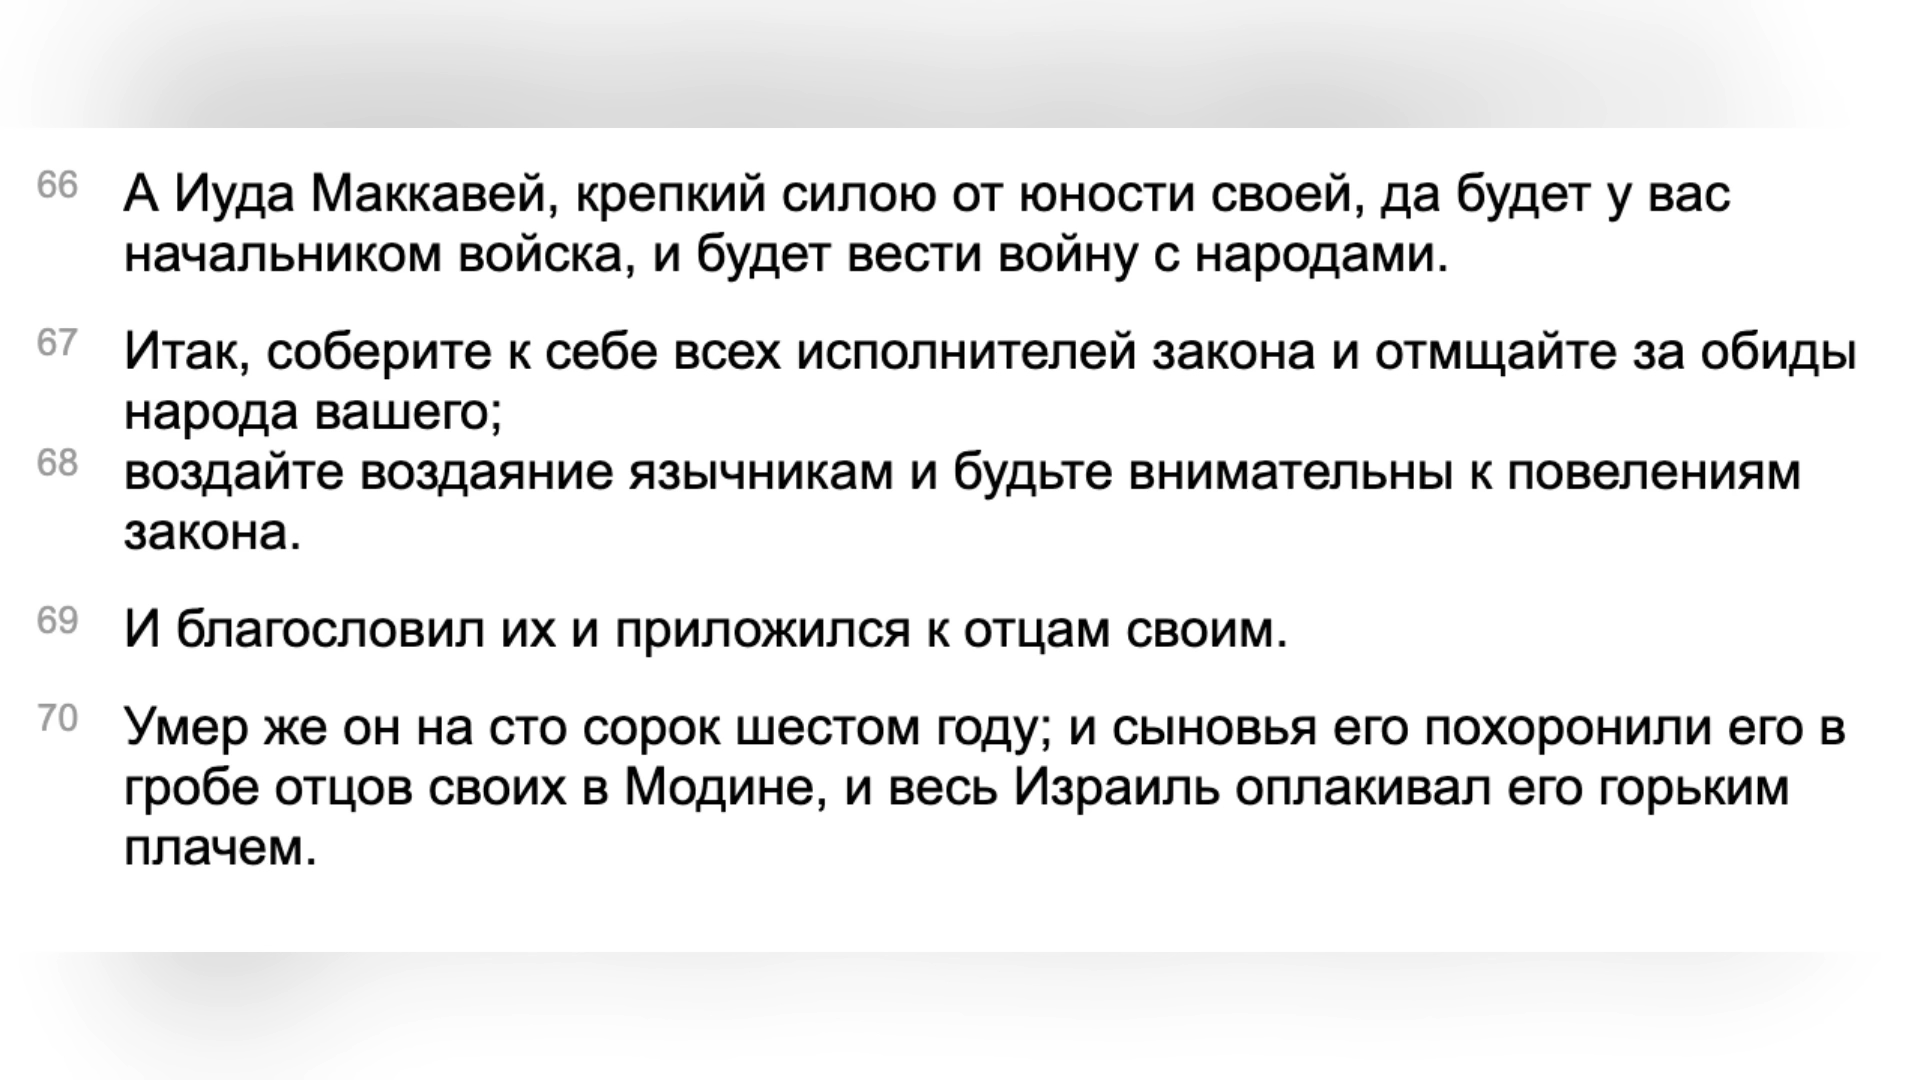 66 А Иуда Маккавей, крепкий силою от юности своей, да будет у вас
начальником войска, и будет вести войну с народами.
67 Итак, соберите к себе всех исполнителей закона и отмщайте за обиды
народа вашего;
68 воздайте воздаяние язычникам и будьте внимательны к повелениям
закона.
69 И благословил их и приложился к отцам своим.
70 Умер же он на сто сорок шестом году; и сыновья его похоронили его в
гробе отцов своих в Модине, и весь Израиль оплакивал его горьким
плачем.